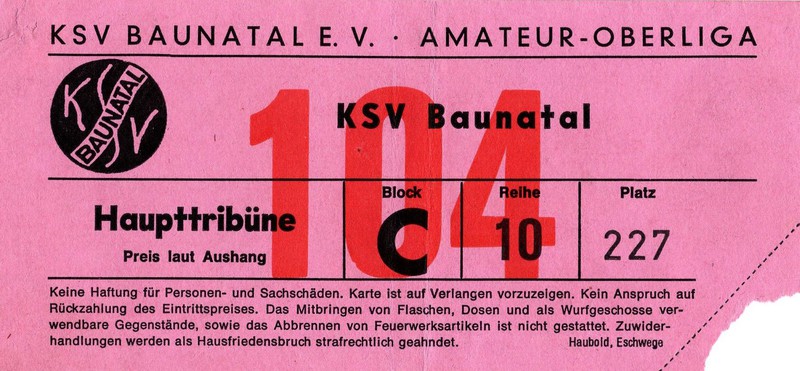 KSV BAUNATAL E. V. · AMATEUR-OBERLIGA
KSV
BAUNATAL
104
KSV Baunatal
Haupttribüne
Preis laut Aushang
Block
C
Reihe
10
Platz
227
Keine Haftung für Personen- und Sachschäden. Karte ist auf Verlangen vorzuzeigen. Kein Anspruch auf
Rückzahlung des Eintrittspreises. Das Mitbringen von Flaschen, Dosen und als Wurfgeschosse ver-
wendbare Gegenstände, sowie das Abbrennen von Feuerwerksartikeln ist nicht gestattet. Zuwider-
handlungen werden als Hausfriedensbruch strafrechtlich geahndet.
Haubold, Eschwege